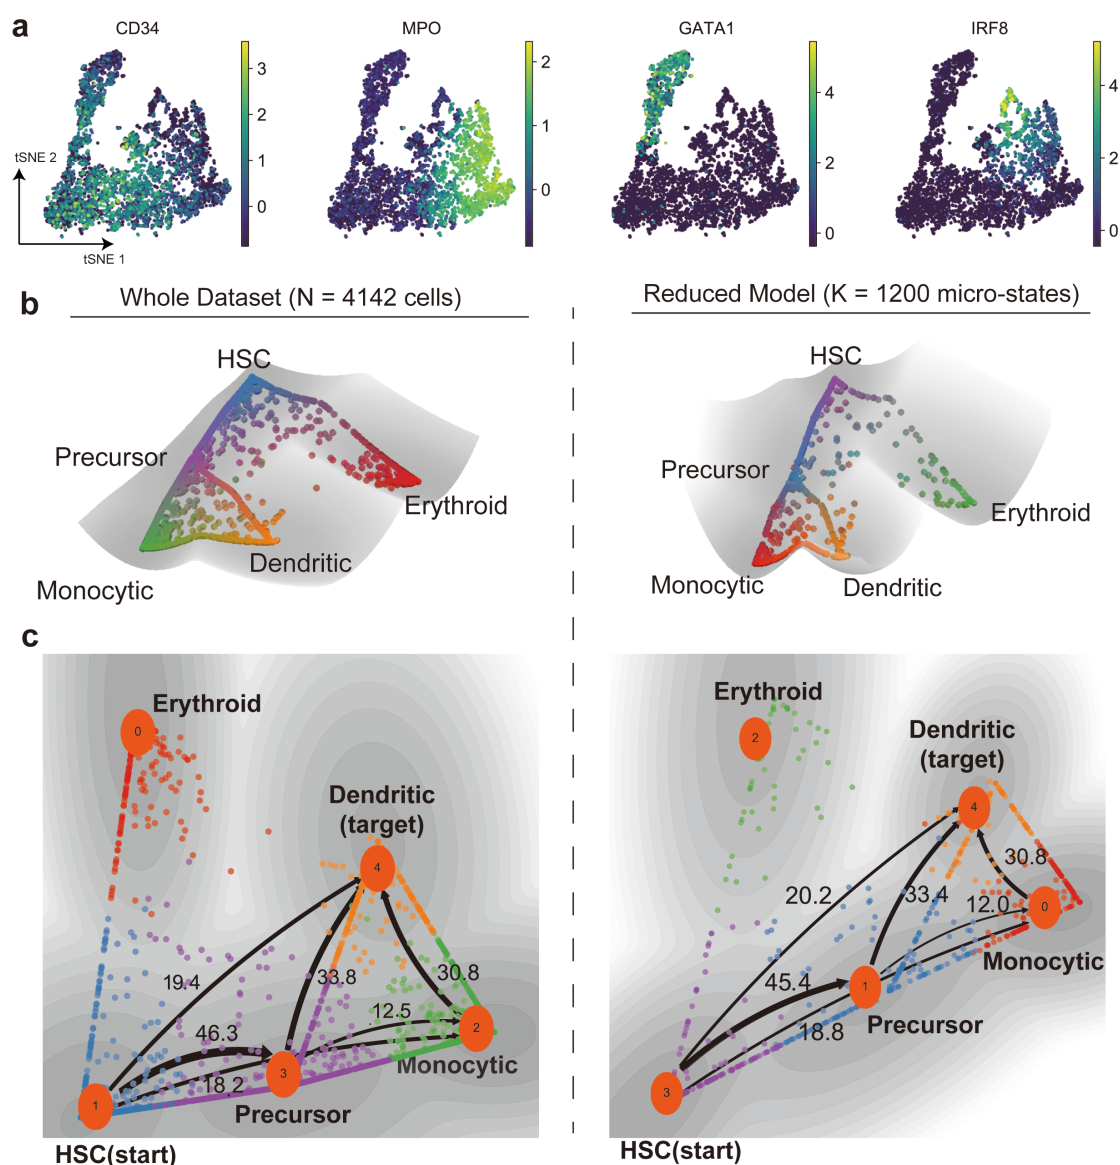 a
CD34
MPO
GATA1
IRF8
3
2
1
0
2
1
0
4
2
0
4
2
0
tSNE 2
tSNE 1
b
Whole Dataset (N = 4142 cells)
Reduced Model (K = 1200 micro-states)
HSC
Precursor
Erythroid
Dendritic
Monocytic
HSC
Precursor
Erythroid
Monocytic
Dendritic
c
Erythroid
0
Dendritic
(target)
4
19.4
33.8
30.8
46.3
12.5
18.2
2
Monocytic
3
Precursor
1
HSC(start)
Erythroid
2
Dendritic
(target)
4
20.2
33.4
30.8
12.0
0
Monocytic
45.4
1
18.8
Precursor
3
HSC(start)